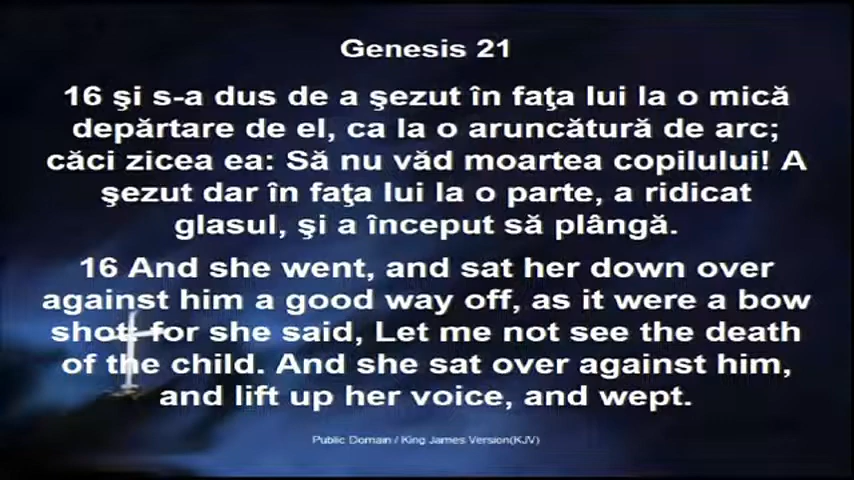 Genesis 21
16 şi s-a dus de a şezut în faţa lui la o mică
depărtare de el, ca la o aruncătură de arc;
căci zicea ea: Să nu văd moartea copilului! A
şezut dar în faţa lui la o parte, a ridicat
glasul, şi a început să plângă.
16 And she went, and sat her down over
against him a good way off, as it were a bow
shot: for she said, Let me not see the death
of the child. And she sat over against him,
and lift up her voice, and wept.
Public Domain / King James Version(KJV)